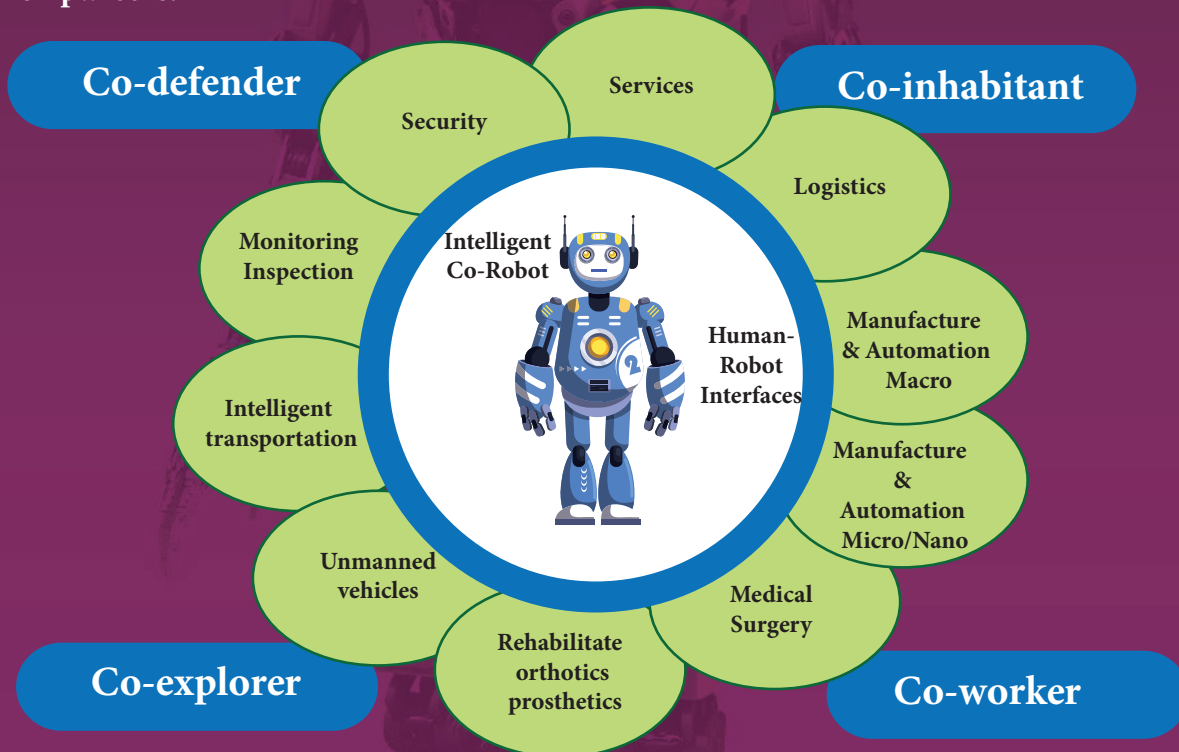 Co-defender
Services
Co-inhabitant
Security
Logistics
Monitoring
Inspection
Intelligent
Co-Robot
Human-
Robot
Interfaces
Manufacture
& Automation
Macro
Intelligent
transportation
Manufacture
&
Automation
Micro/Nano
Unmanned
vehicles
Medical
Surgery
Rehabilitate
orthotics
prosthetics
Co-explorer
Co-worker
2